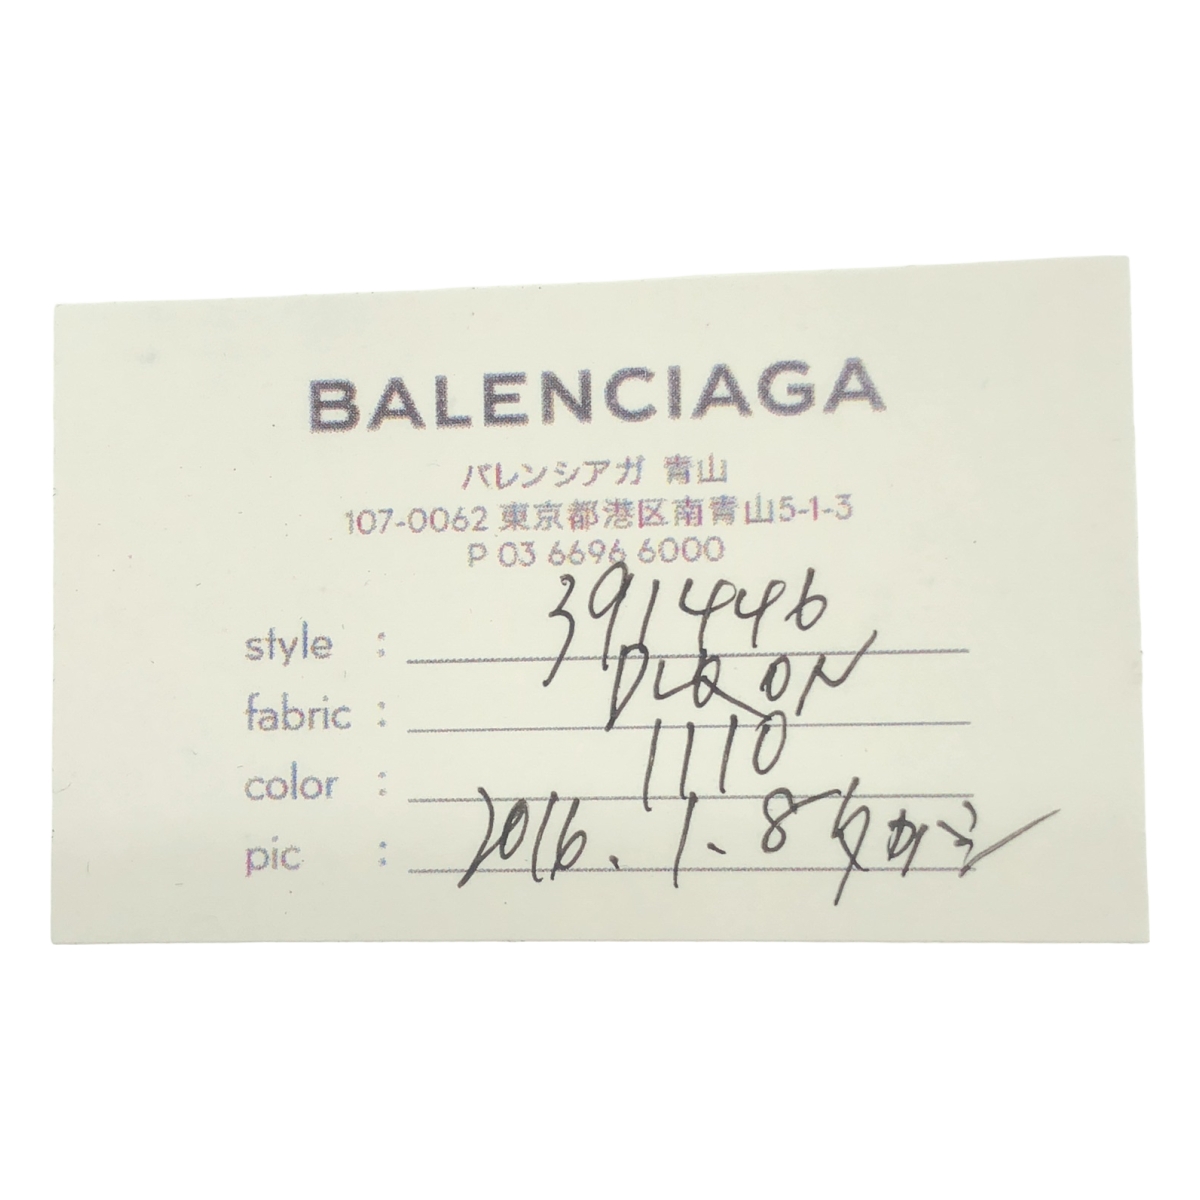 BALENCIAGA
バレンシアガ 青山
107-0062 東京都港区南青山5-1-3
P 03 6696 6000
style : 391446
fabric : DLQ0N
color : 1110
pic : 2016.1.8